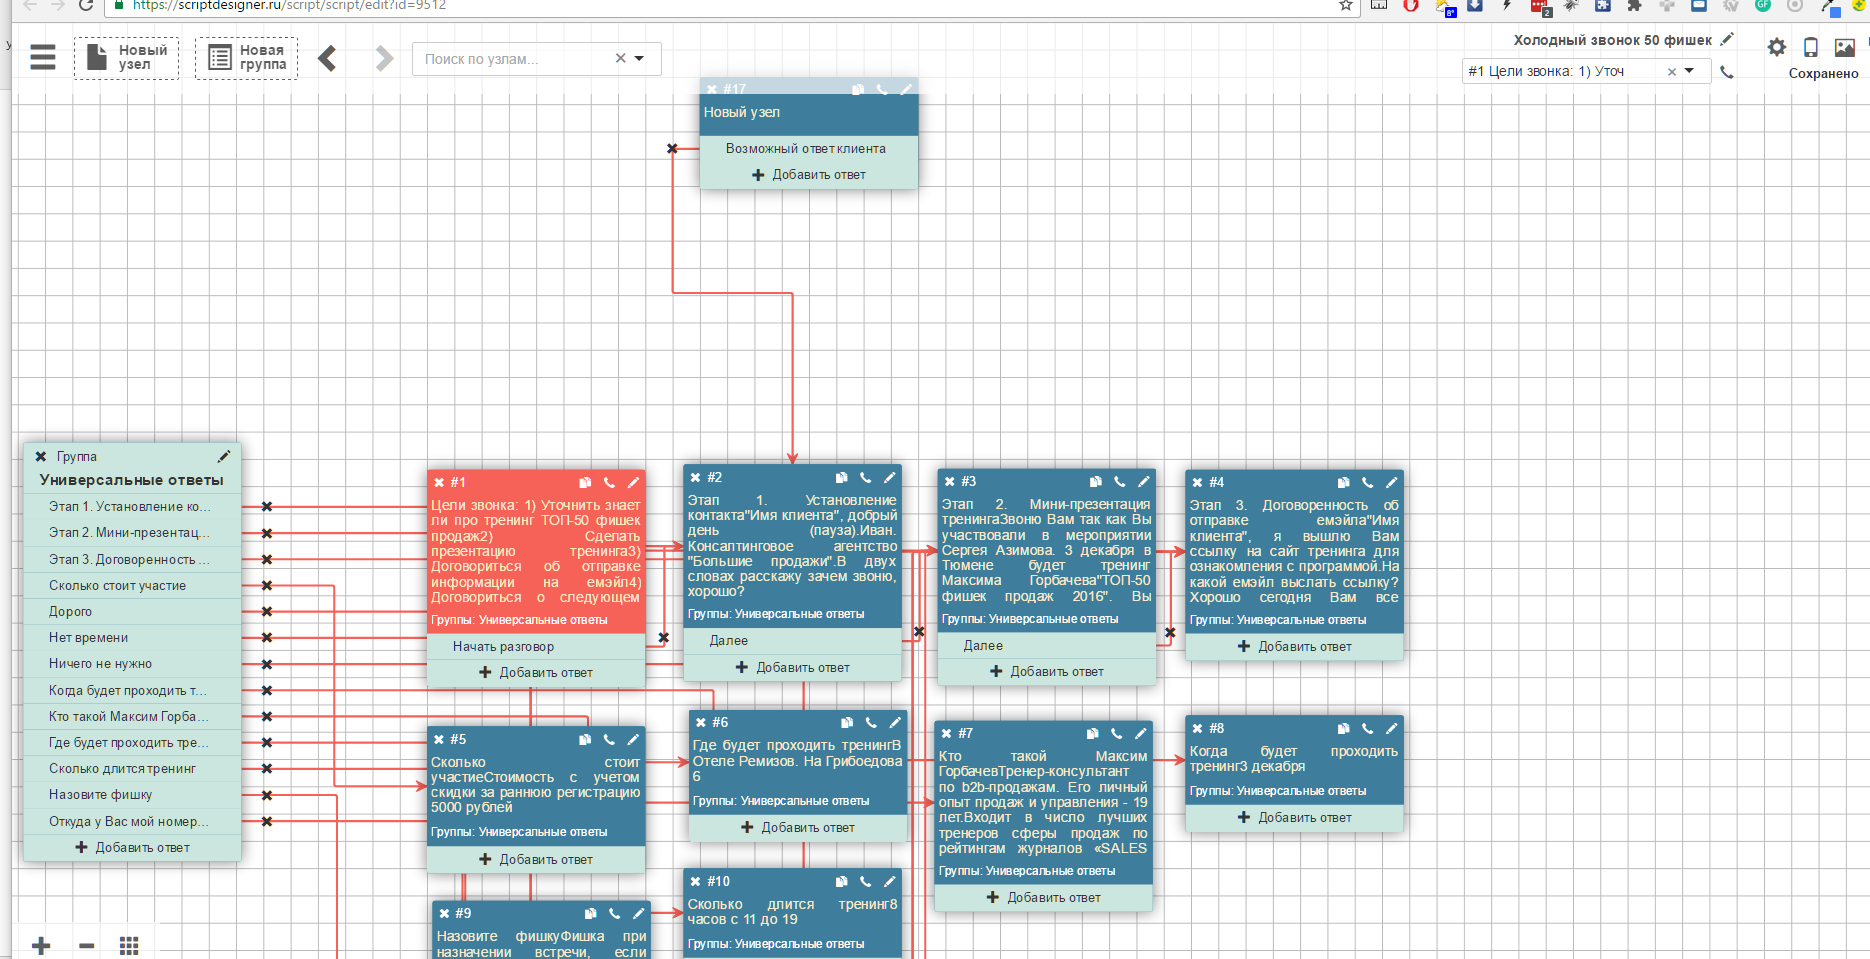 https://scriptdesigner.ru/script/script/edit?id=9512
8°
2
GF
Новый
узел
Новая
группа
Поиск по узлам...
Холодный звонок 50 фишек
#1 Цели звонка: 1) Уточ
Сохранено
#17
Новый узел
Возможный ответ клиента
Добавить ответ
Группа
Универсальные ответы
Этап 1. Установление ко...
Этап 2. Мини-презентац...
Этап 3. Договоренность ...
Сколько стоит участие
Дорого
Нет времени
Ничего не нужно
Когда будет проходить т...
Кто такой Максим Горба...
Где будет проходить тре...
Сколько длится тренинг
Назовите фишку
Откуда у Вас мой номер...
Добавить ответ
#1
Цели звонка: 1) Уточнить знает
ли про тренинг ТОП-50 фишек
продаж2) Сделать
презентацию тренинга3)
Договориться об отправке
информации на емэйл4)
Договориться о следующем
Группы: Универсальные ответы
Начать разговор
Добавить ответ
#2
Этап 1. Установление
контакта"Имя клиента", добрый
день (пауза).Иван.
Консалтинговое агентство
"Большие продажи".В двух
словах расскажу зачем звоню,
хорошо?
Группы: Универсальные ответы
Далее
Добавить ответ
#3
Этап 2. Мини-презентация
тренингаЗвоню Вам так как Вы
участвовали в мероприятии
Сергея Азимова. 3 декабря в
Тюмене будет тренинг
Максима Горбачева"ТОП-50
фишек продаж 2016". Вы
Группы: Универсальные ответы
Далее
Добавить ответ
#4
Этап 3. Договоренность об
отправке емэйла"Имя
клиента", я вышлю Вам
ссылку на сайт тренинга для
ознакомления с программой.На
какой емэйл выслать ссылку?
Хорошо сегодня Вам все
Группы: Универсальные ответы
Добавить ответ
#5
Сколько стоит
участиеСтоимость с учетом
скидки за раннюю регистрацию
5000 рублей
Группы: Универсальные ответы
Добавить ответ
#6
Где будет проходить тренингВ
Отеле Ремизов. На Грибоедова
6
Группы: Универсальные ответы
Добавить ответ
#7
Кто такой Максим
ГорбачевТренер-консультант
по b2b-продажам. Его личный
опыт продаж и управления - 19
лет.Входит в число лучших
тренеров сферы продаж по
рейтингам журналов «SALES
Группы: Универсальные ответы
Добавить ответ
#8
Когда будет проходить
тренинг3 декабря
Группы: Универсальные ответы
Добавить ответ
#9
Назовите фишкуФишка при
назначении встречи, если
#10
Сколько длится тренинг8
часов с 11 до 19
Группы: Универсальные ответы